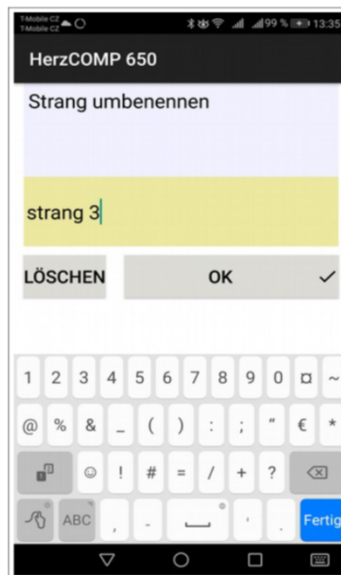 T-Mobile CZ
T-Mobile CZ
99 % 13:35
HerzCOMP 650
Strang umbenennen
strang 3
LÖSCHEN OK
1 2 3 4 5 6 7 8 9 0 ¤ ~
@ % & _ ( ) : ; " € *
☺ ! # = / + ?
ABC , - ' . Fertig